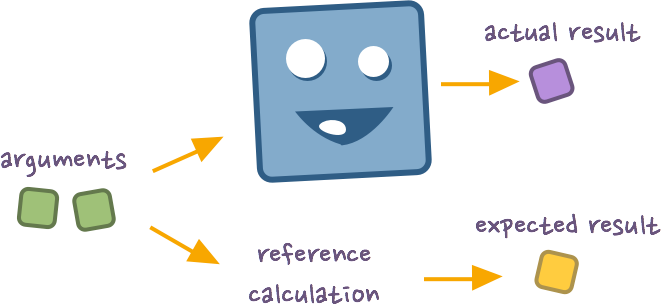 actual result
arguments
expected result
reference
calculation